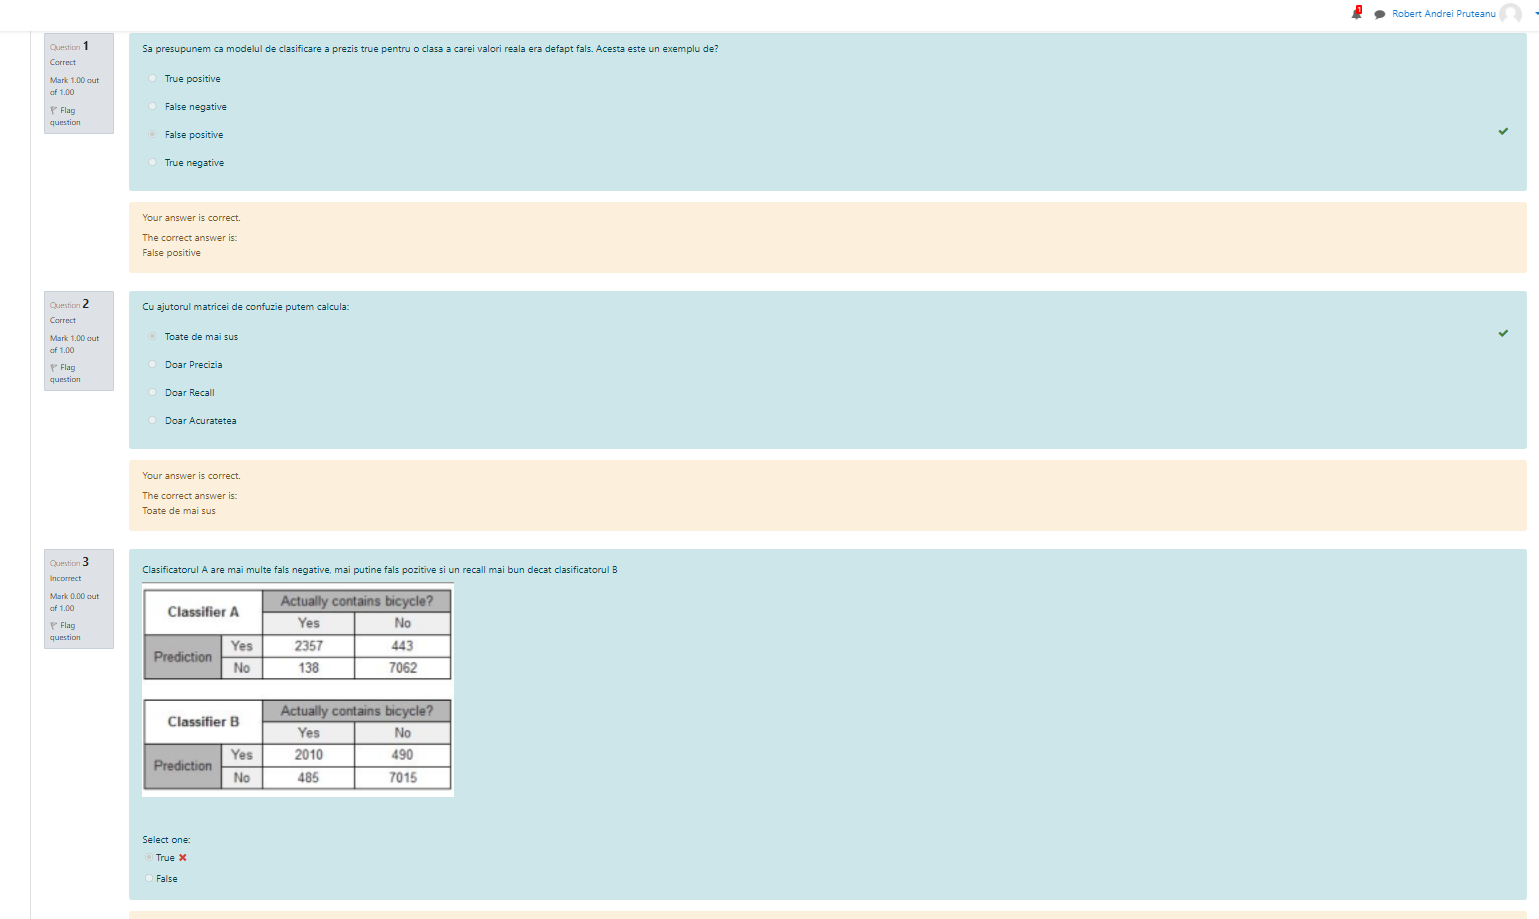 1
Robert Andrei Pruteanu
Question 1
Correct
Mark 1.00 out
of 1.00
Flag
question
Sa presupunem ca modelul de clasificare a prezis true pentru o clasa a carei valori reala era defapt fals. Acesta este un exemplu de?
True positive
False negative
False positive
True negative
Your answer is correct.
The correct answer is:
False positive
Question 2
Correct
Mark 1.00 out
of 1.00
Flag
question
Cu ajutorul matricei de confuzie putem calcula:
Toate de mai sus
Doar Precizia
Doar Recall
Doar Acuratetea
Your answer is correct.
The correct answer is:
Toate de mai sus
Question 3
Incorrect
Mark 0.00 out
of 1.00
Flag
question
Clasificatorul A are mai multe fals negative, mai putine fals pozitive si un recall mai bun decat clasificatorul B
Classifier A Actually contains bicycle?
Yes No
Prediction Yes 2357 443
No 138 7062
Classifier B Actually contains bicycle?
Yes No
Prediction Yes 2010 490
No 485 7015
Select one:
True
False